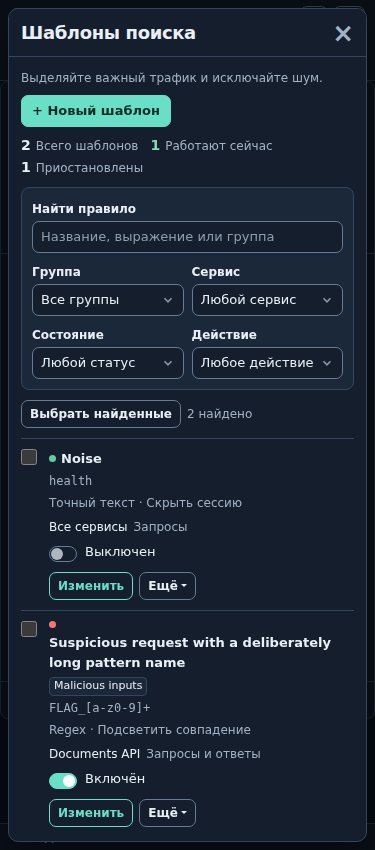 Шаблоны поиска
Выделяйте важный трафик и исключайте шум.
+ Новый шаблон
2 Всего шаблонов 1 Работают сейчас
1 Приостановлены
Найти правило
Название, выражение или группа
Группа Сервис
Все группы Любой сервис
Состояние Действие
Любой статус Любое действие
Выбрать найденные 2 найдено
Noise
health
Точный текст · Скрыть сессию
Все сервисы Запросы
Выключен
Изменить Ещё
Suspicious request with a deliberately
long pattern name
Malicious inputs
FLAG_[a-z0-9]+
Regex · Подсветить совпадение
Documents API Запросы и ответы
Включён
Изменить Ещё